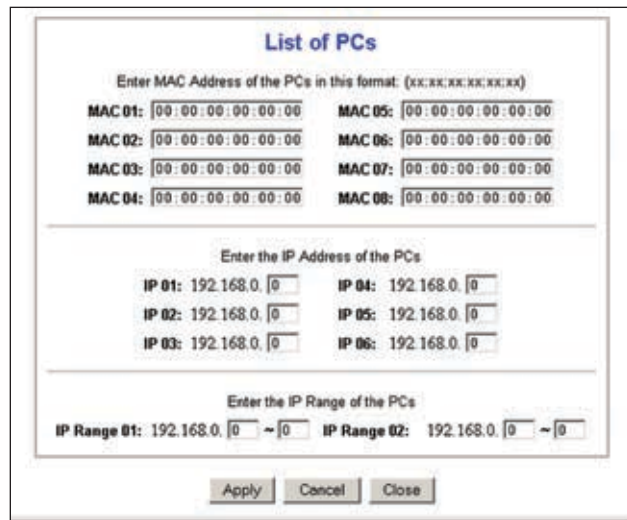 List of PCs
Enter MAC Address of the PCs in this format: (xx:xx:xx:xx:xx:xx)
MAC 01: 00:00:00:00:00:00 MAC 05: 00:00:00:00:00:00
MAC 02: 00:00:00:00:00:00 MAC 06: 00:00:00:00:00:00
MAC 03: 00:00:00:00:00:00 MAC 07: 00:00:00:00:00:00
MAC 04: 00:00:00:00:00:00 MAC 08: 00:00:00:00:00:00
Enter the IP Address of the PCs
IP 01: 192.168.0. 0 IP 04: 192.168.0. 0
IP 02: 192.168.0. 0 IP 05: 192.168.0. 0
IP 03: 192.168.0. 0 IP 06: 192.168.0. 0
Enter the IP Range of the PCs
IP Range 01: 192.168.0. 0 ~ 0 IP Range 02: 192.168.0. 0 ~ 0
Apply Cancel Close